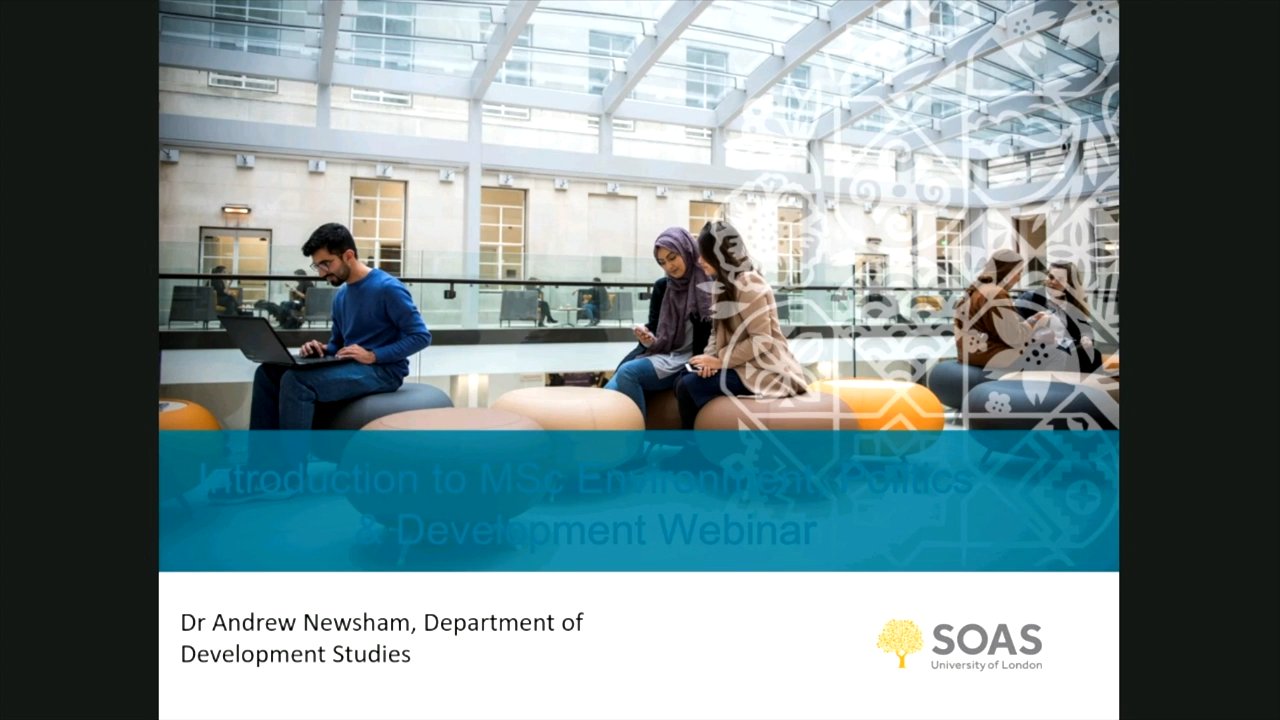 Introduction to MSc Environment, Politics
& Development Webinar
Dr Andrew Newsham, Department of
Development Studies
SOAS
University of London